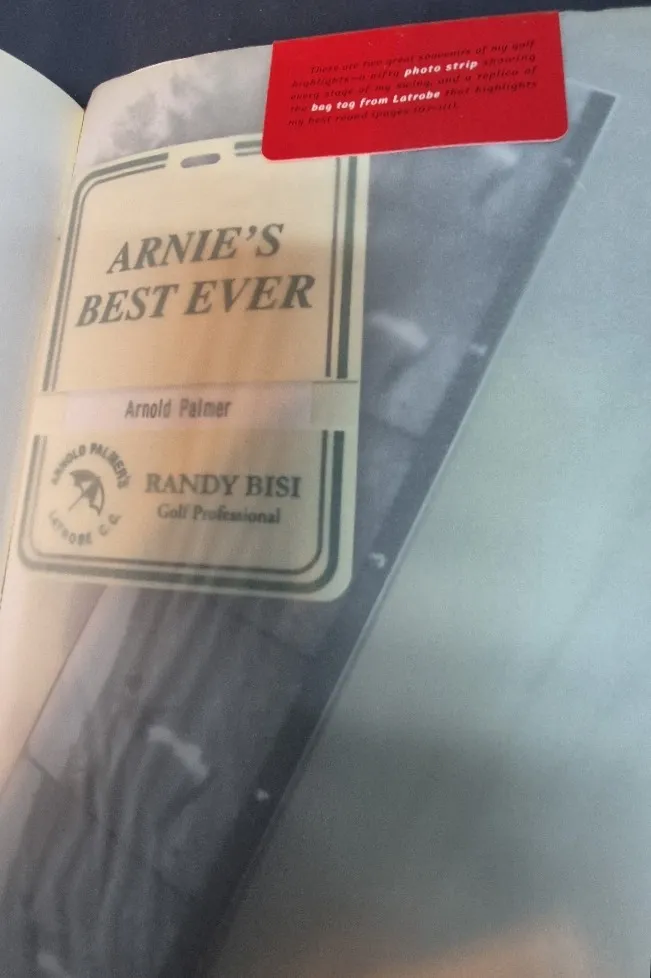 These are two great souvenirs of my golf
highlights—a nifty photo strip showing
every stage of my swing, and a replica of
the bag tag from Latrobe that highlights
my best round (pages
ARNIE'S
BEST EVER
Arnold Palmer
ARNOLD PALMER'S
LATROBE C.C.
RANDY BISI
Golf Professional